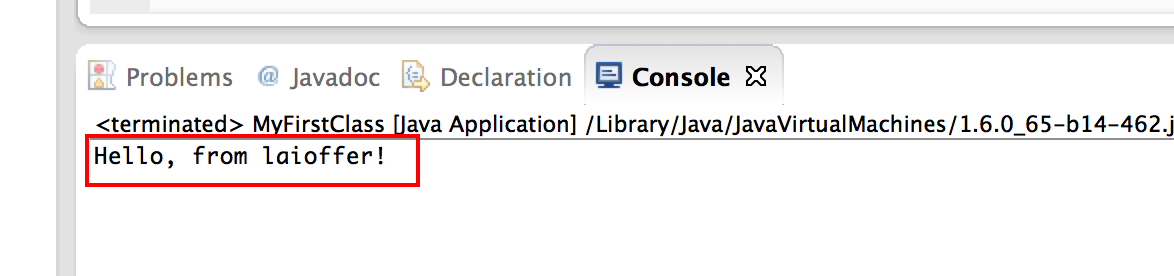 Problems @ Javadoc Declaration Console
<terminated> MyFirstClass [Java Application] /Library/Java/JavaVirtualMachines/1.6.0_65-b14-462.j
Hello, from laioffer!